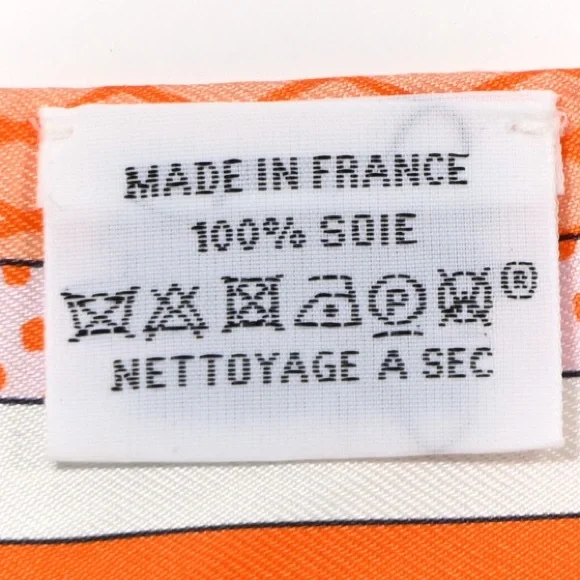 MADE IN FRANCE
100% SOIE
P W ®
NETTOYAGE A SEC